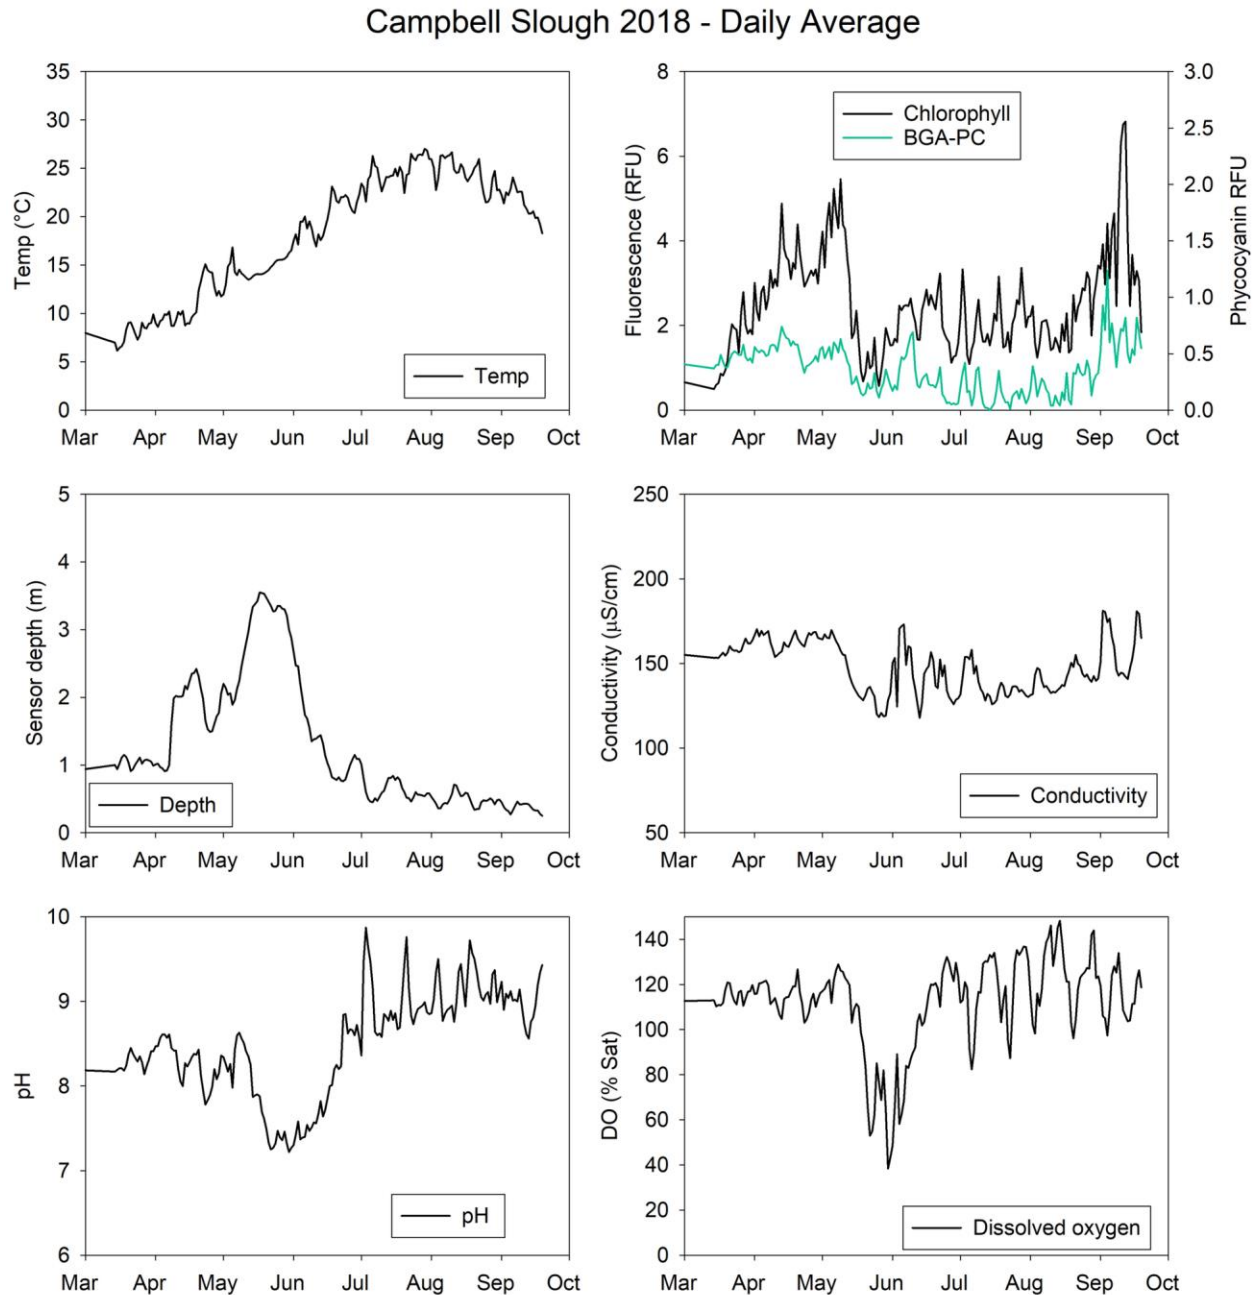 Campbell Slough 2018 - Daily Average
Temp (°C)
35
30
25
20
15
10
5
0
Temp
Mar Apr May Jun Jul Aug Sep Oct
Fluorescence (RFU)
8
6
4
2
0
Chlorophyll
BGA-PC
Phycocyanin RFU
3.0
2.5
2.0
1.5
1.0
0.5
0.0
Mar Apr May Jun Jul Aug Sep Oct
Sensor depth (m)
5
4
3
2
1
0
Depth
Mar Apr May Jun Jul Aug Sep Oct
Conductivity (µS/cm)
250
200
150
100
50
Conductivity
Mar Apr May Jun Jul Aug Sep Oct
pH
10
9
8
7
6
pH
Mar Apr May Jun Jul Aug Sep Oct
DO (% Sat)
140
120
100
80
60
40
20
0
Dissolved oxygen
Mar Apr May Jun Jul Aug Sep Oct